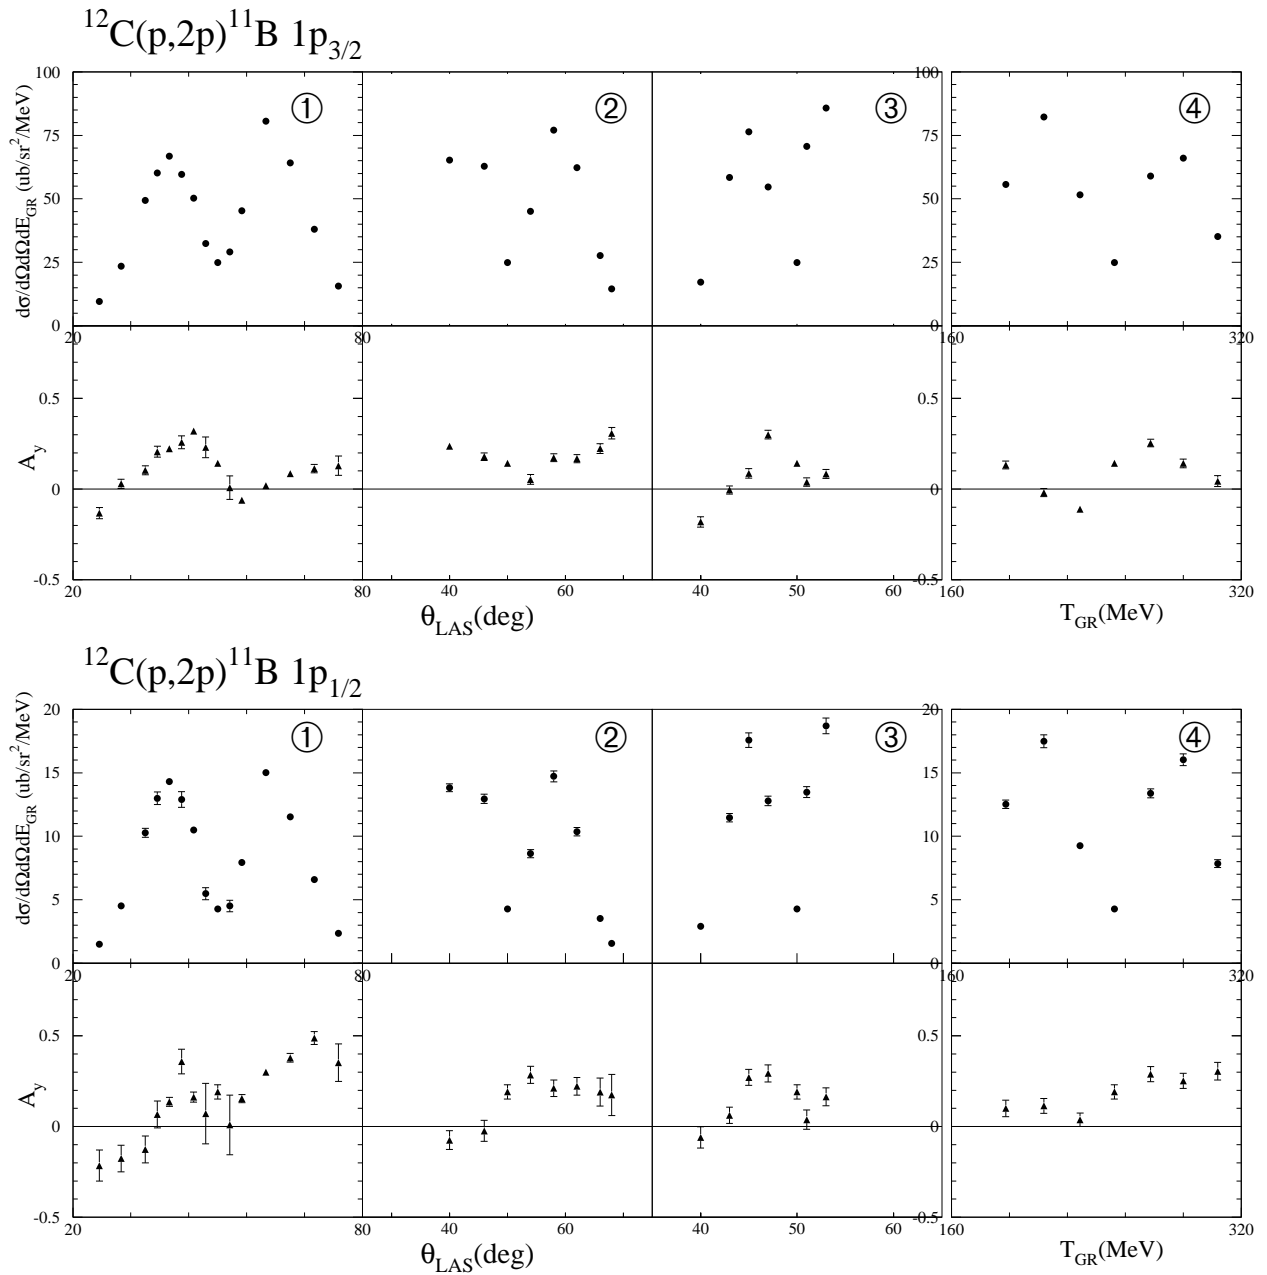 ¹²C(p,2p)¹¹B 1p₃/₂
dσ/dΩdΩdE_GR (ub/sr²/MeV)
100
75
50
25
0
① ② ③ ④
100
75
50
25
0
20 80 160 320
A_y
0.5
0
-0.5
0.5
0
-0.5
20 40 60 40 50 60 160 320
θ_LAS(deg) T_GR(MeV)
¹²C(p,2p)¹¹B 1p₁/₂
dσ/dΩdΩdE_GR (ub/sr²/MeV)
20
15
10
5
0
① ② ③ ④
20
15
10
5
0
20 80 160 320
A_y
0.5
0
-0.5
0.5
0
-0.5
20 80 40 60 40 50 60 160 320
θ_LAS(deg) T_GR(MeV)